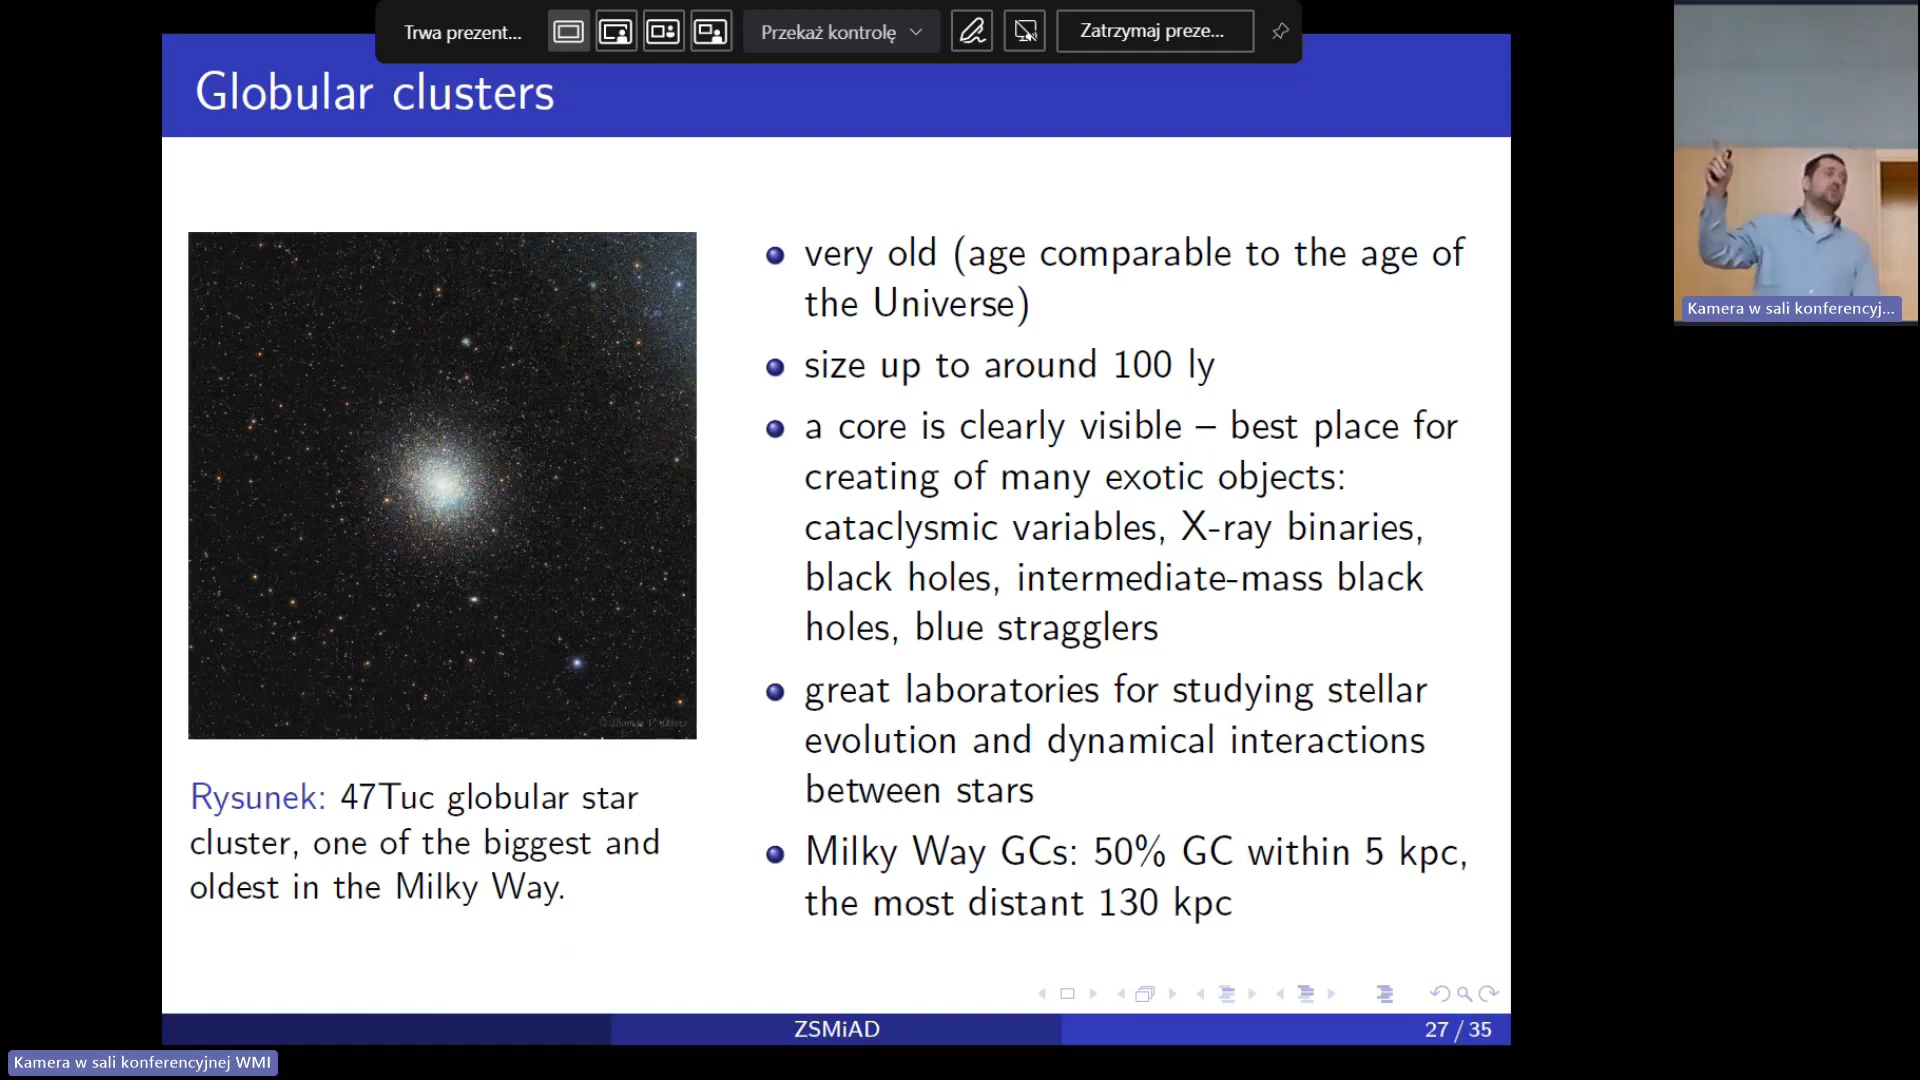 Trwa prezent...
Przekaż kontrolę
Zatrzymaj preze...
Globular clusters
very old (age comparable to the age of
the Universe)
size up to around 100 ly
a core is clearly visible – best place for
creating of many exotic objects:
cataclysmic variables, X-ray binaries,
black holes, intermediate-mass black
holes, blue stragglers
great laboratories for studying stellar
evolution and dynamical interactions
between stars
Milky Way GCs: 50% GC within 5 kpc,
the most distant 130 kpc
Rysunek: 47Tuc globular star
cluster, one of the biggest and
oldest in the Milky Way.
ZSMiAD
27 / 35
Kamera w sali konferencyj...
Kamera w sali konferencyjnej WMI